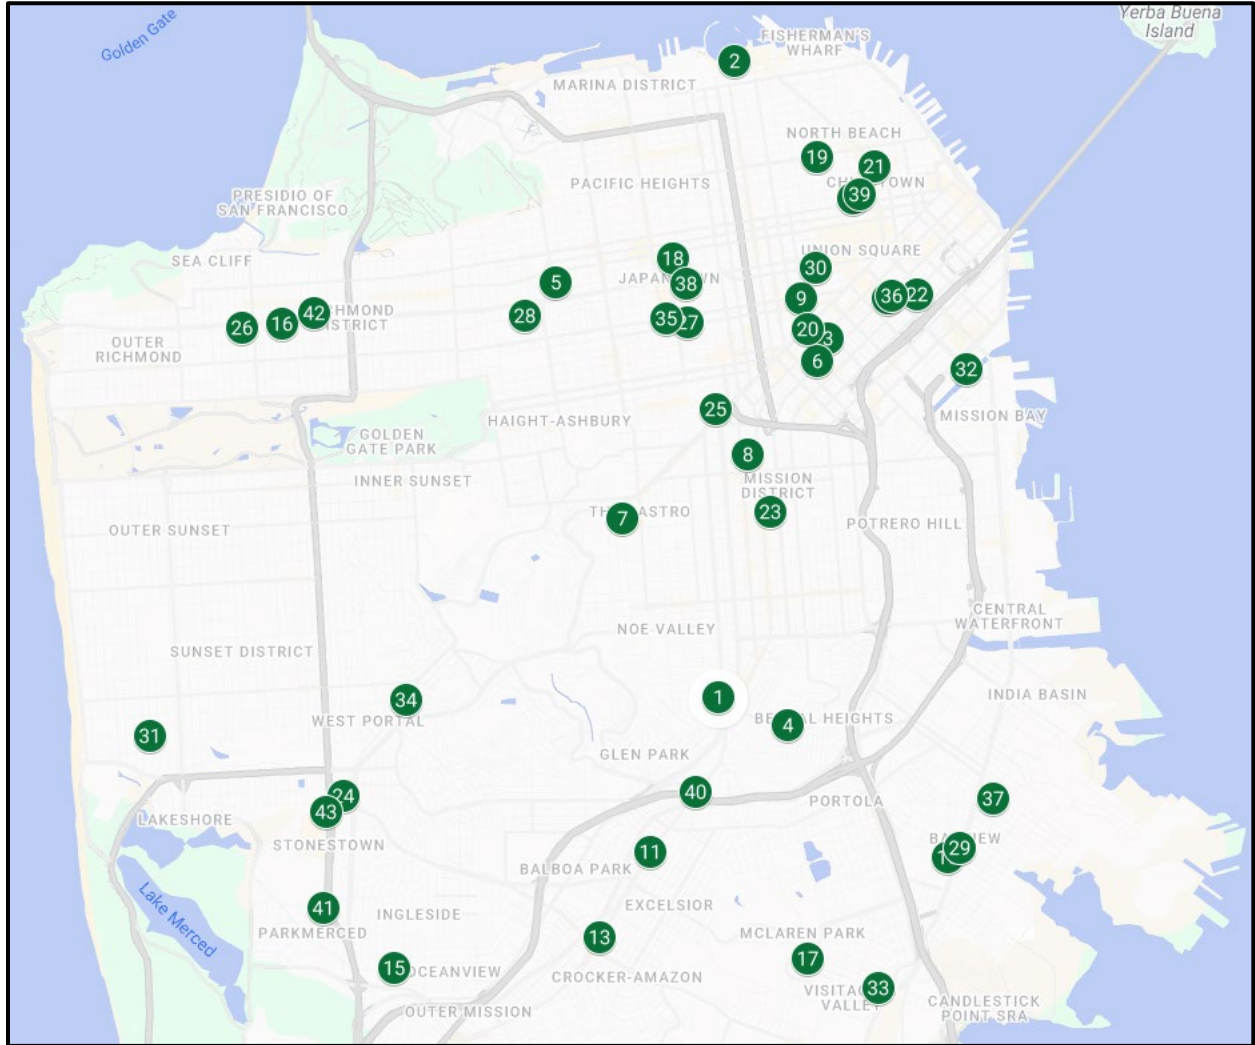 Golden Gate
Yerba Buena
Island
FISHERMAN'S
WHARF
2
MARINA DISTRICT
NORTH BEACH
19
21
PACIFIC HEIGHTS
39
PRESIDIO OF
SAN FRANCISCO
UNION SQUARE
SEA CLIFF
18
30
5
38
36
22
9
42
28
35
27
26
16
20
3
OUTER
RICHMOND
6
32
25
MISSION BAY
HAIGHT-ASHBURY
GOLDEN
GATE PARK
8
INNER SUNSET
MISSION
DISTRICT
23
7
OUTER SUNSET
POTRERO HILL
CENTRAL
WATERFRONT
NOE VALLEY
SUNSET DISTRICT
INDIA BASIN
34
1
WEST PORTAL
4
HEIGHTS
31
GLEN PARK
40
24
37
PORTOLA
43
LAKESHORE
STONESTOWN
29
11
BALBOA PARK
Lake Merced
41
INGLESIDE
EXCELSIOR
PARKMERCED
13
MCLAREN PARK
17
15
OCEANVIEW
CROCKER-AMAZON
33
VALLEY
CANDLESTICK
POINT SRA
OUTER MISSION